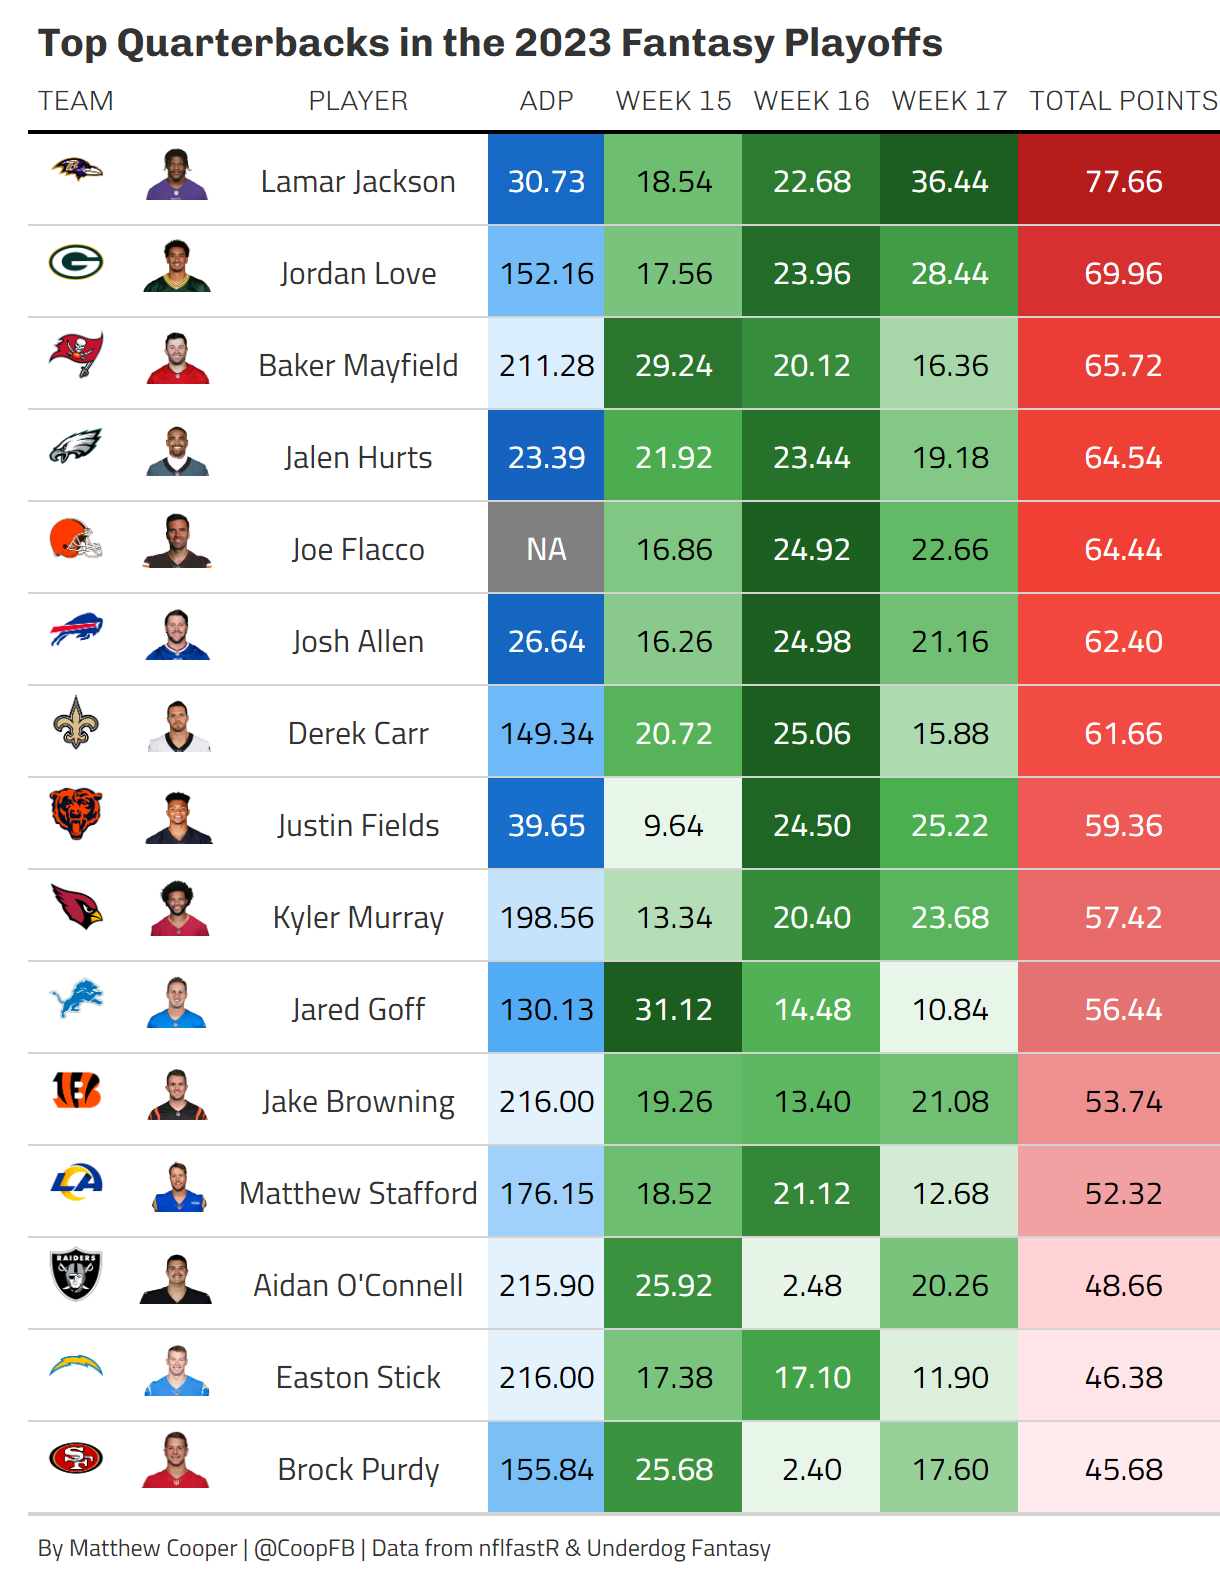 Top Quarterbacks in the 2023 Fantasy Playoffs
TEAM PLAYER ADP WEEK 15 WEEK 16 WEEK 17 TOTAL POINTS
Lamar Jackson 30.73 18.54 22.68 36.44 77.66
G Jordan Love 152.16 17.56 23.96 28.44 69.96
Baker Mayfield 211.28 29.24 20.12 16.36 65.72
Jalen Hurts 23.39 21.92 23.44 19.18 64.54
Joe Flacco NA 16.86 24.92 22.66 64.44
Josh Allen 26.64 16.26 24.98 21.16 62.40
Derek Carr 149.34 20.72 25.06 15.88 61.66
Justin Fields 39.65 9.64 24.50 25.22 59.36
Kyler Murray 198.56 13.34 20.40 23.68 57.42
Jared Goff 130.13 31.12 14.48 10.84 56.44
B Jake Browning 216.00 19.26 13.40 21.08 53.74
LA Matthew Stafford 176.15 18.52 21.12 12.68 52.32
RAIDERS Aidan O'Connell 215.90 25.92 2.48 20.26 48.66
Easton Stick 216.00 17.38 17.10 11.90 46.38
SF Brock Purdy 155.84 25.68 2.40 17.60 45.68
By Matthew Cooper | @CoopFB | Data from nflfastR & Underdog Fantasy